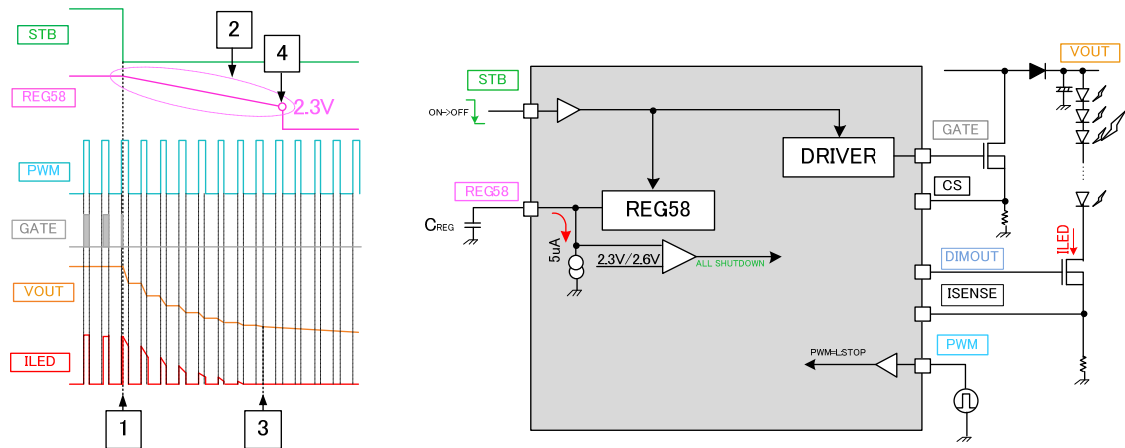 STB
2
4
REG58
2.3V
PWM
GATE
VOUT
ILED
1
3
STB
ON->OFF
DRIVER
REG58
REG58
CREG
5uA
2.3V/2.6V
ALL SHUTDOWN
VOUT
GATE
CS
ILED
DIMOUT
ISENSE
PWM
PWM=L:STOP